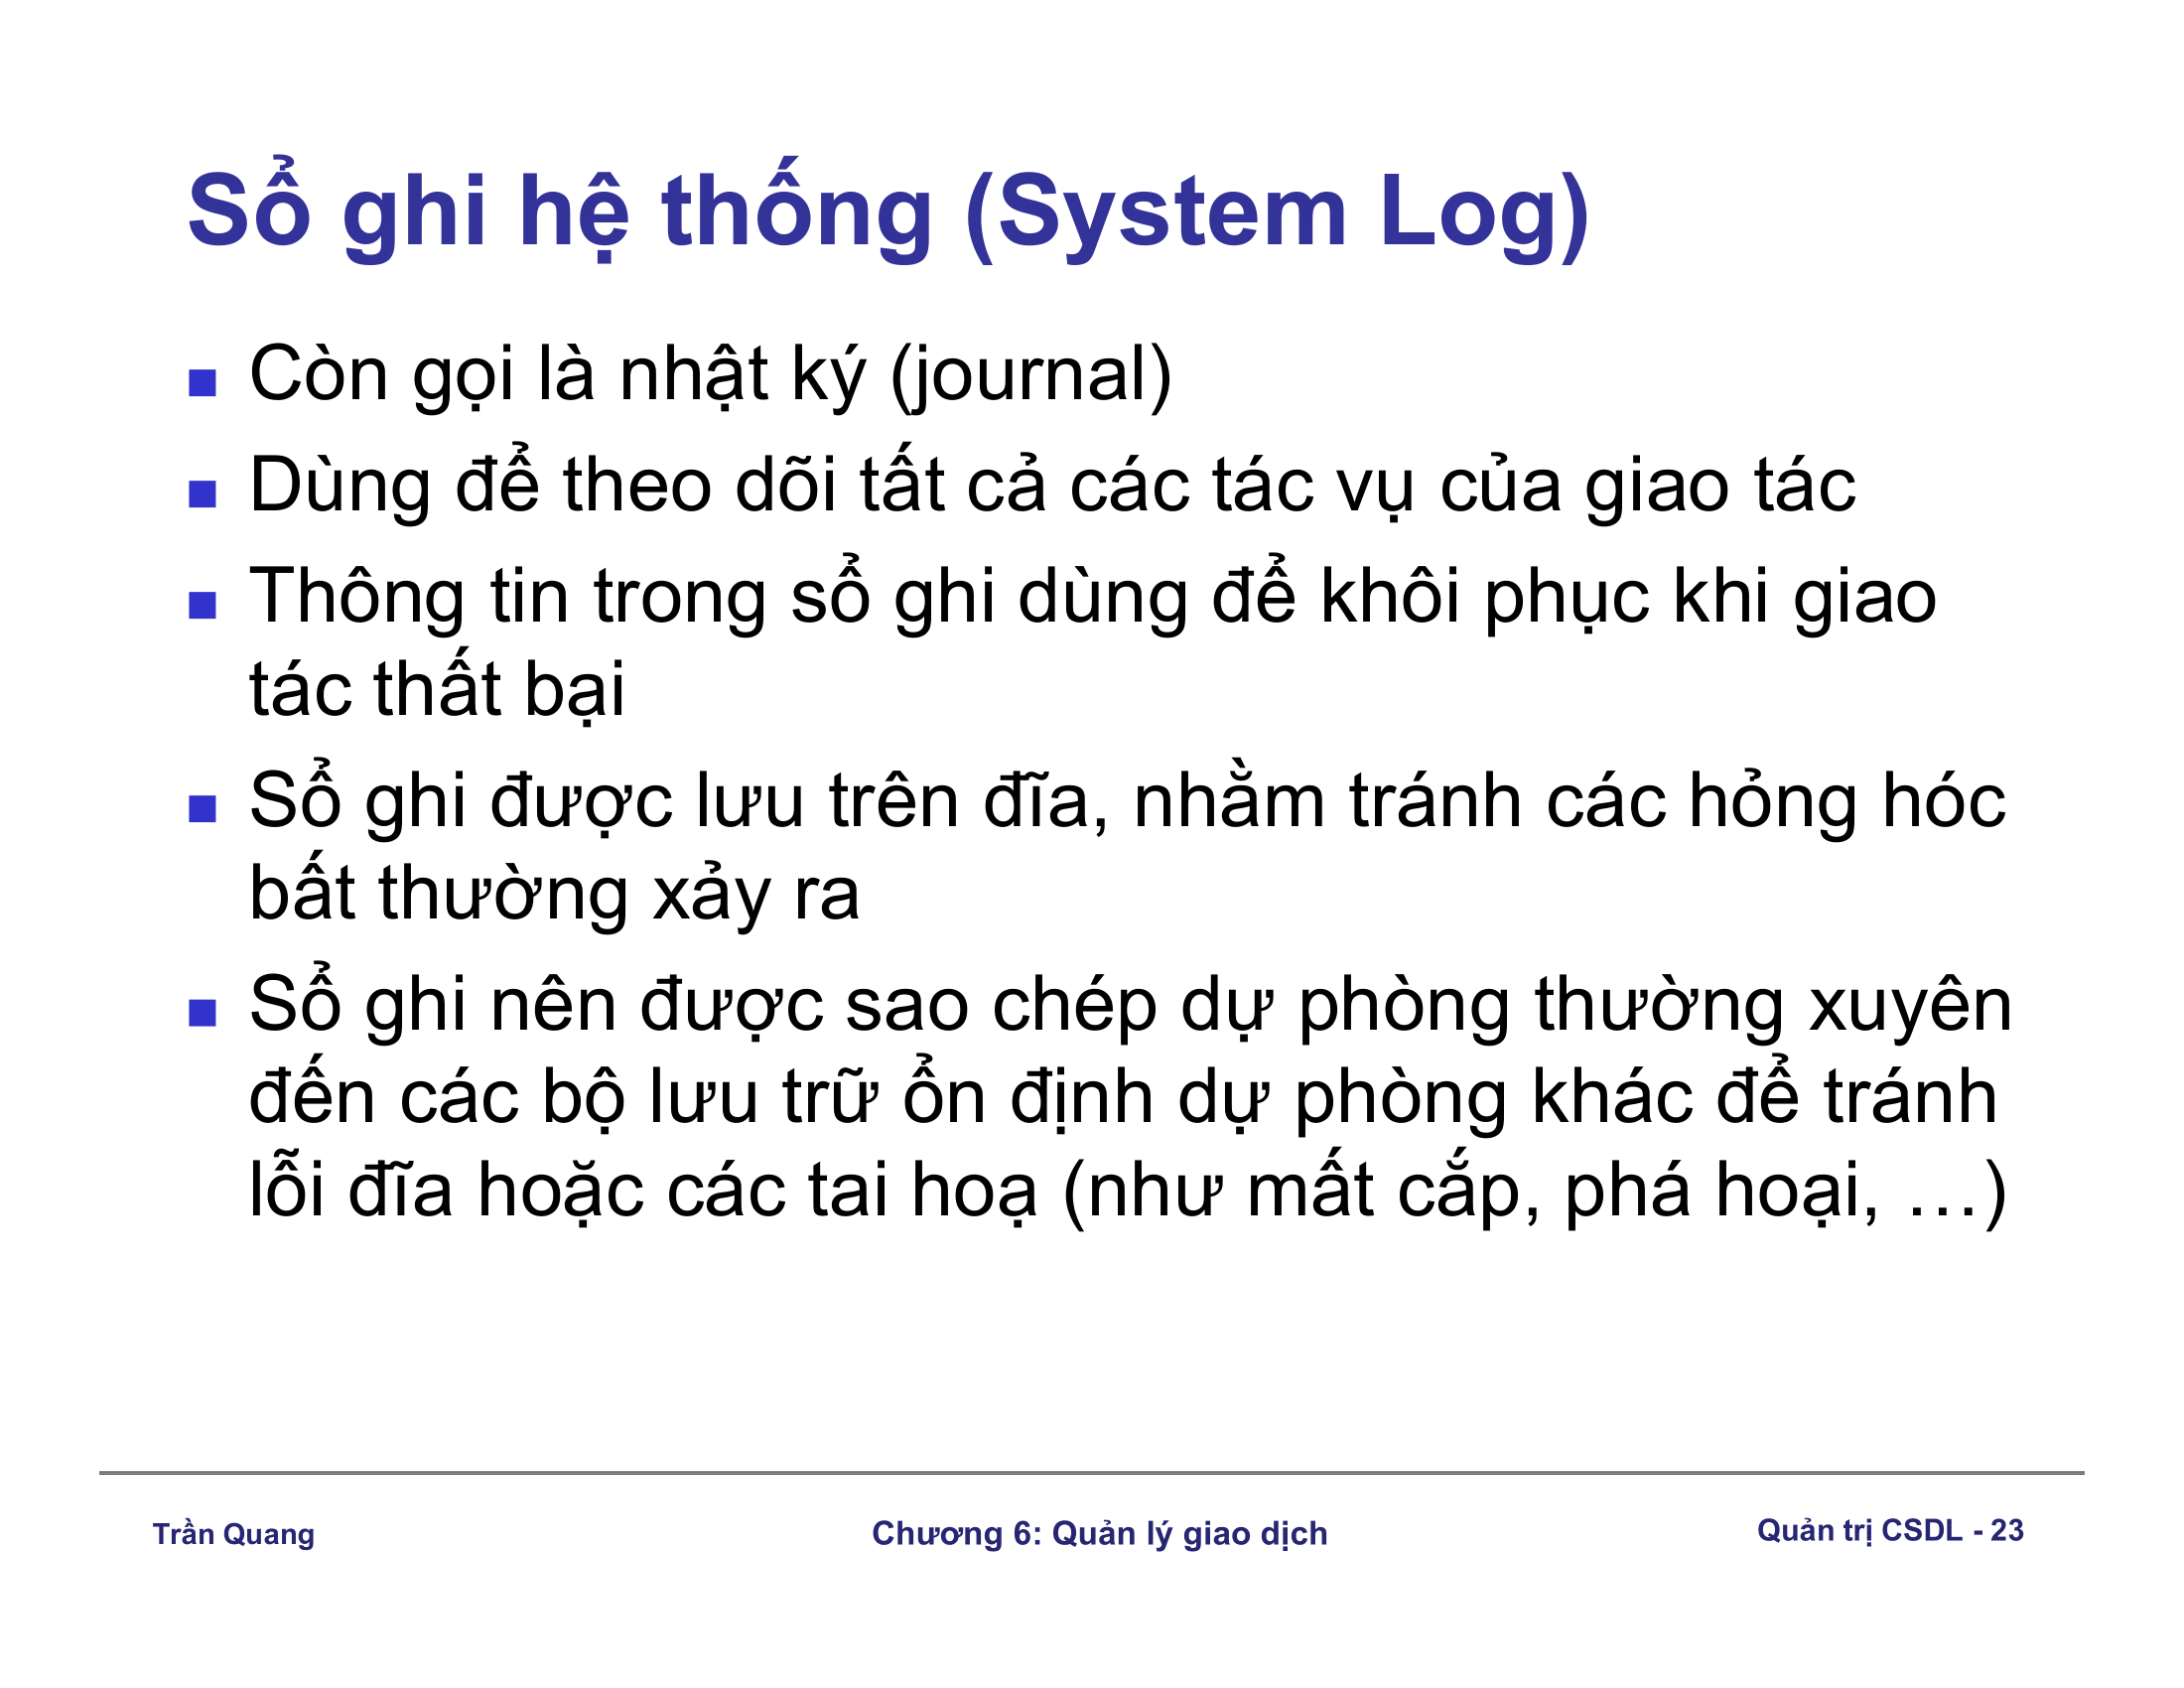 Sổ ghi hệ thống (System Log)
Còn gọi là nhật ký (journal)
Dùng để theo dõi tất cả các tác vụ của giao tác
Thông tin trong sổ ghi dùng để khôi phục khi giao
tác thất bại
Sổ ghi được lưu trên đĩa, nhằm tránh các hỏng hóc
bất thường xảy ra
Sổ ghi nên được sao chép dự phòng thường xuyên
đến các bộ lưu trữ ổn định dự phòng khác để tránh
lỗi đĩa hoặc các tai hoạ (như mất cắp, phá hoại, …)
Trần Quang
Chương 6: Quản lý giao dịch
Quản trị CSDL - 23